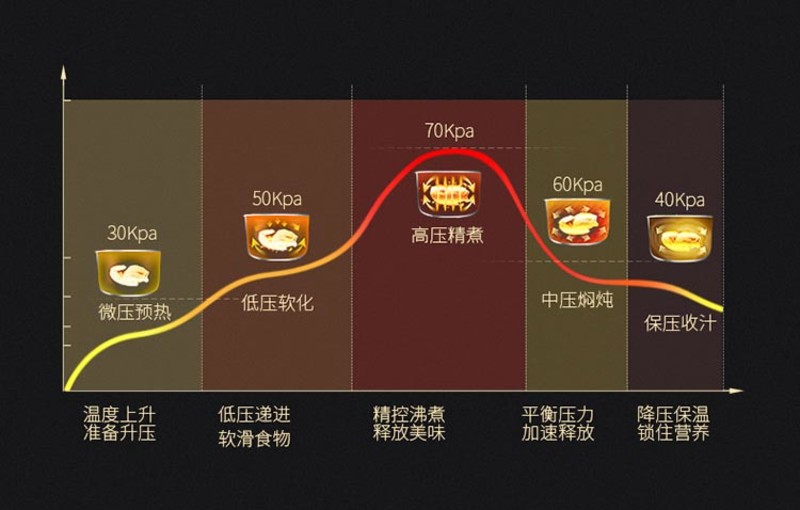 70Kpa
60Kpa
50Kpa
40Kpa
30Kpa
高压精煮
中压焖炖
低压软化
微压预热
保压收汁
温度上升
准备升压
低压递进
软滑食物
精控沸煮
释放美味
平衡压力
加速释放
降压保温
锁住营养